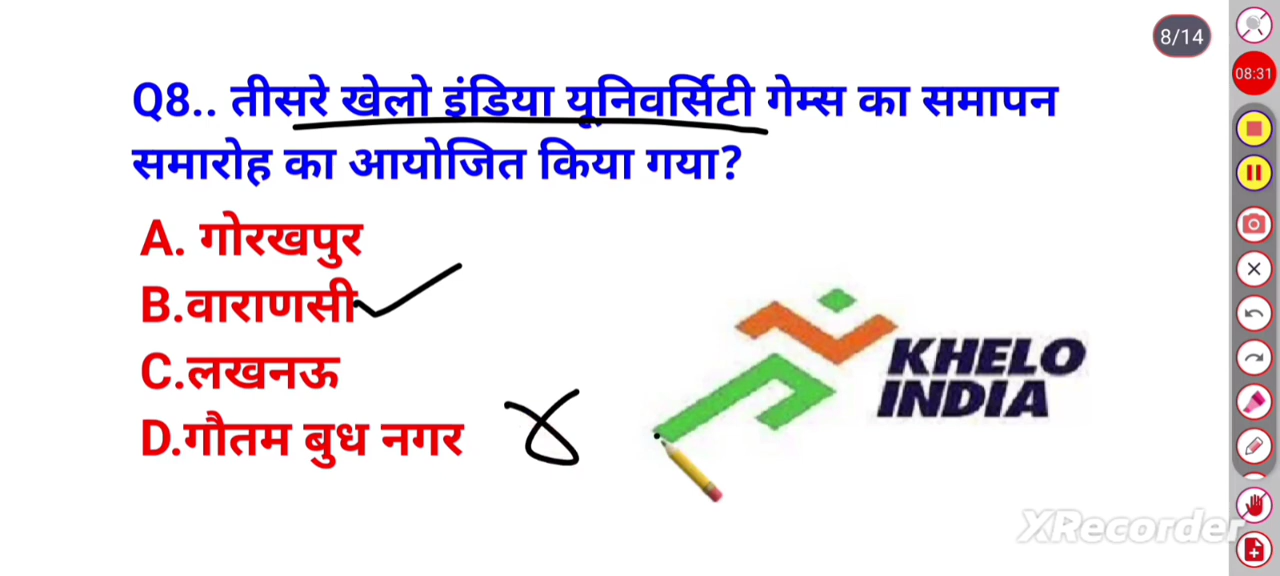 8/14
08:31
Q8.. तीसरे खेलो इंडिया यूनिवर्सिटी गेम्स का समापन
समारोह का आयोजित किया गया?
A. गोरखपुर
B.वाराणसी
C.लखनऊ
D.गौतम बुध नगर
KHELO
INDIA
XRecorder